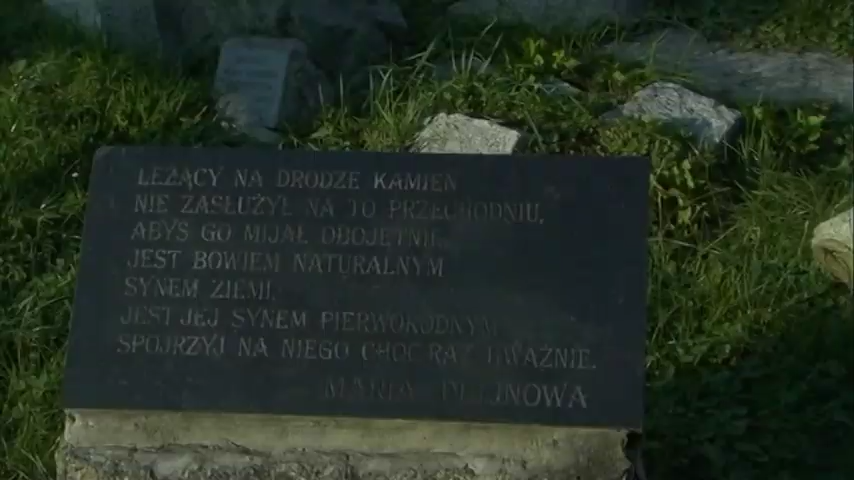 LEŻĄCY NA DRODZE KAMIEŃ
NIE ZASŁUŻYŁ NA TO PRZECHODNIU,
ABYŚ GO MIJAŁ OBOJĘTNIE.
JEST BOWIEM NATURALNYM
SYNEM ZIEMI,
JEST JEJ SYNEM PIERWORODNYM
SPOJRZYJ NA NIEGO CHOĆ RAZ UWAŻNIE.
MARIA